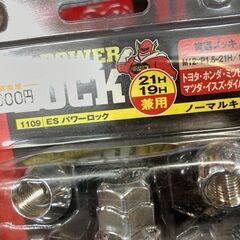 POWER
LOCK
21H
19H
兼用
M12×P1.5-21H
トヨタ・ホンダ・ミツビ
マツダ・イスズ・ダイ
1109 ES パワーロック
ノーマルキ
000円